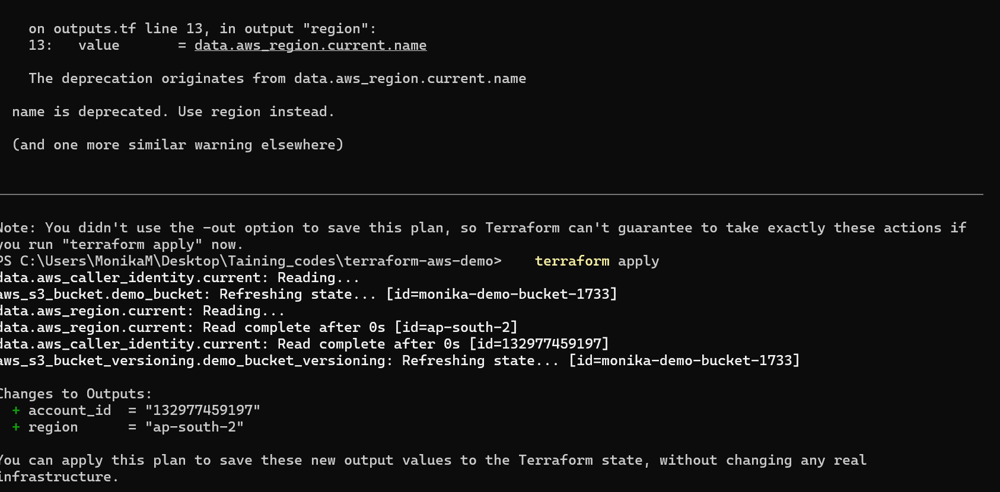 on outputs.tf line 13, in output "region":
13:   value       = data.aws_region.current.name
The deprecation originates from data.aws_region.current.name
name is deprecated. Use region instead.
(and one more similar warning elsewhere)
Note: You didn't use the -out option to save this plan, so Terraform can't guarantee to take exactly these actions if
you run "terraform apply" now.
PS C:\Users\MonikaM\Desktop\Taining_codes\terraform-aws-demo>    terraform apply
data.aws_caller_identity.current: Reading...
aws_s3_bucket.demo_bucket: Refreshing state... [id=monika-demo-bucket-1733]
data.aws_region.current: Reading...
data.aws_region.current: Read complete after 0s [id=ap-south-2]
data.aws_caller_identity.current: Read complete after 0s [id=132977459197]
aws_s3_bucket_versioning.demo_bucket_versioning: Refreshing state... [id=monika-demo-bucket-1733]
Changes to Outputs:
+ account_id  = "132977459197"
+ region      = "ap-south-2"
You can apply this plan to save these new output values to the Terraform state, without changing any real
infrastructure.